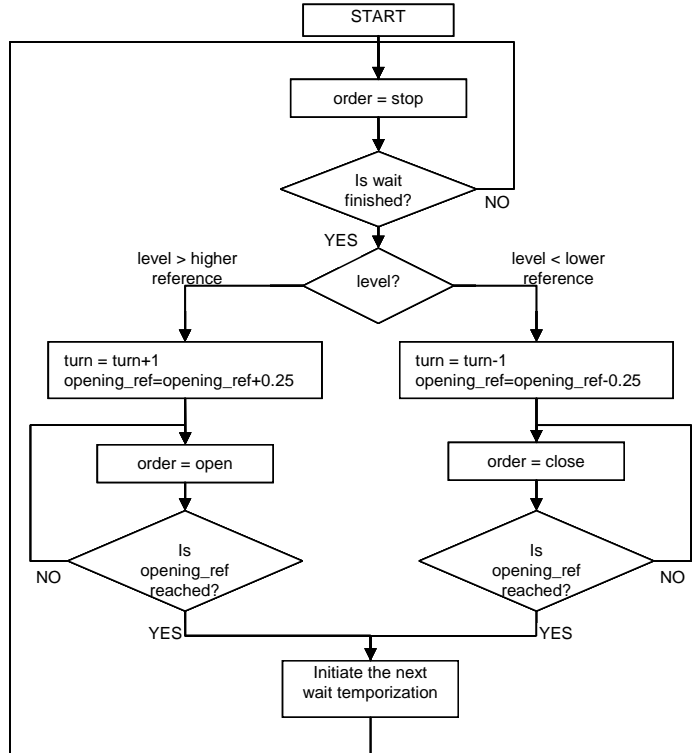 START
order = stop
Is wait
finished?
NO
YES
level > higher
reference
level?
level < lower
reference
turn = turn+1
opening_ref=opening_ref+0.25
turn = turn-1
opening_ref=opening_ref-0.25
order = open
order = close
Is
opening_ref
reached?
NO
YES
Is
opening_ref
reached?
NO
YES
Initiate the next
wait temporization